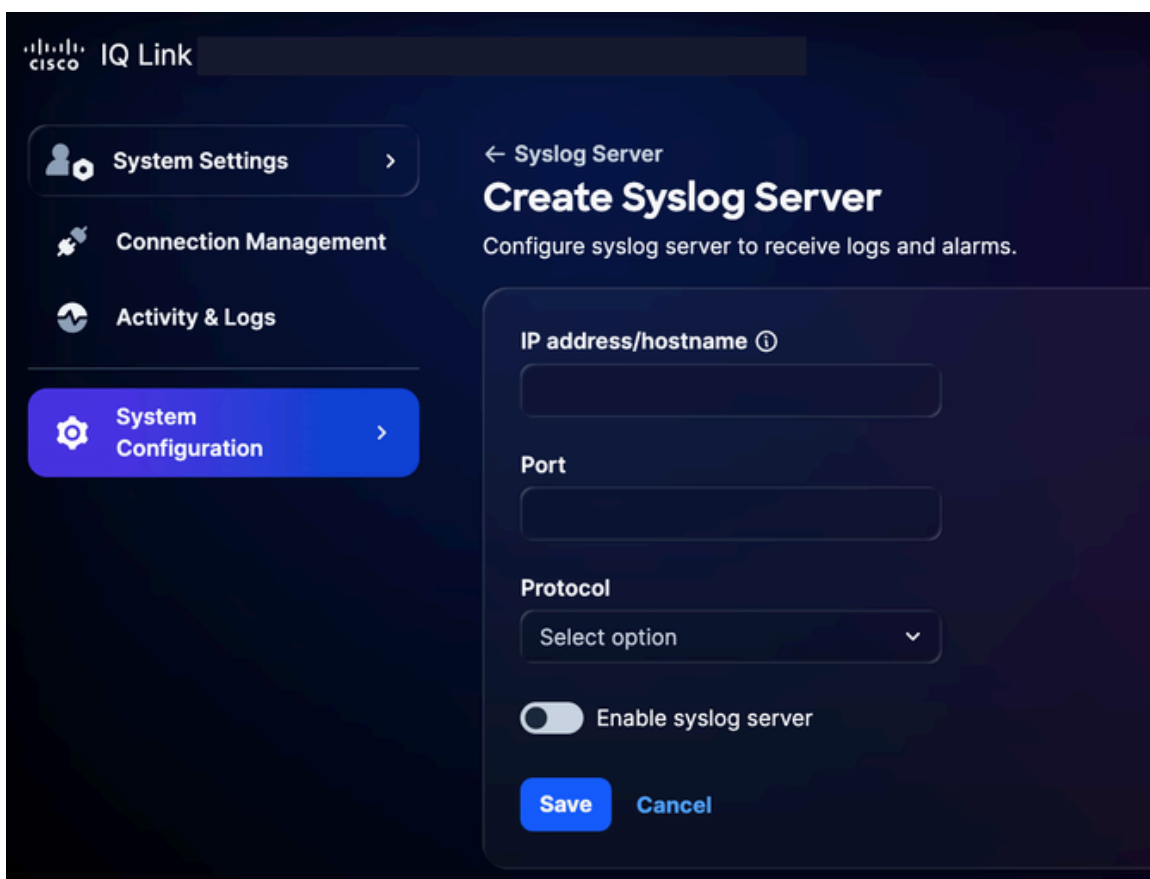 cisco IQ Link
System Settings
Connection Management
Activity & Logs
System
Configuration
← Syslog Server
Create Syslog Server
Configure syslog server to receive logs and alarms.
IP address/hostname
Port
Protocol
Select option
Enable syslog server
Save Cancel